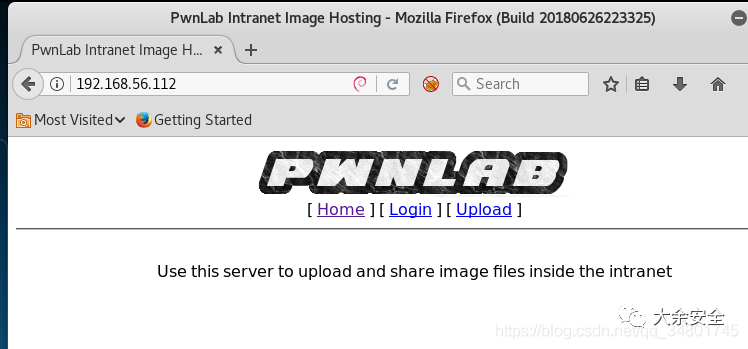 PwnLab Intranet Image Hosting - Mozilla Firefox (Build 20180626223325)
PwnLab Intranet Image H... ×
192.168.56.112
Search
Most Visited
Getting Started
PWNLAB
[ Home ] [ Login ] [ Upload ]
Use this server to upload and share image files inside the intranet
大余安全
https://blog.csdn.net/qq_34801745